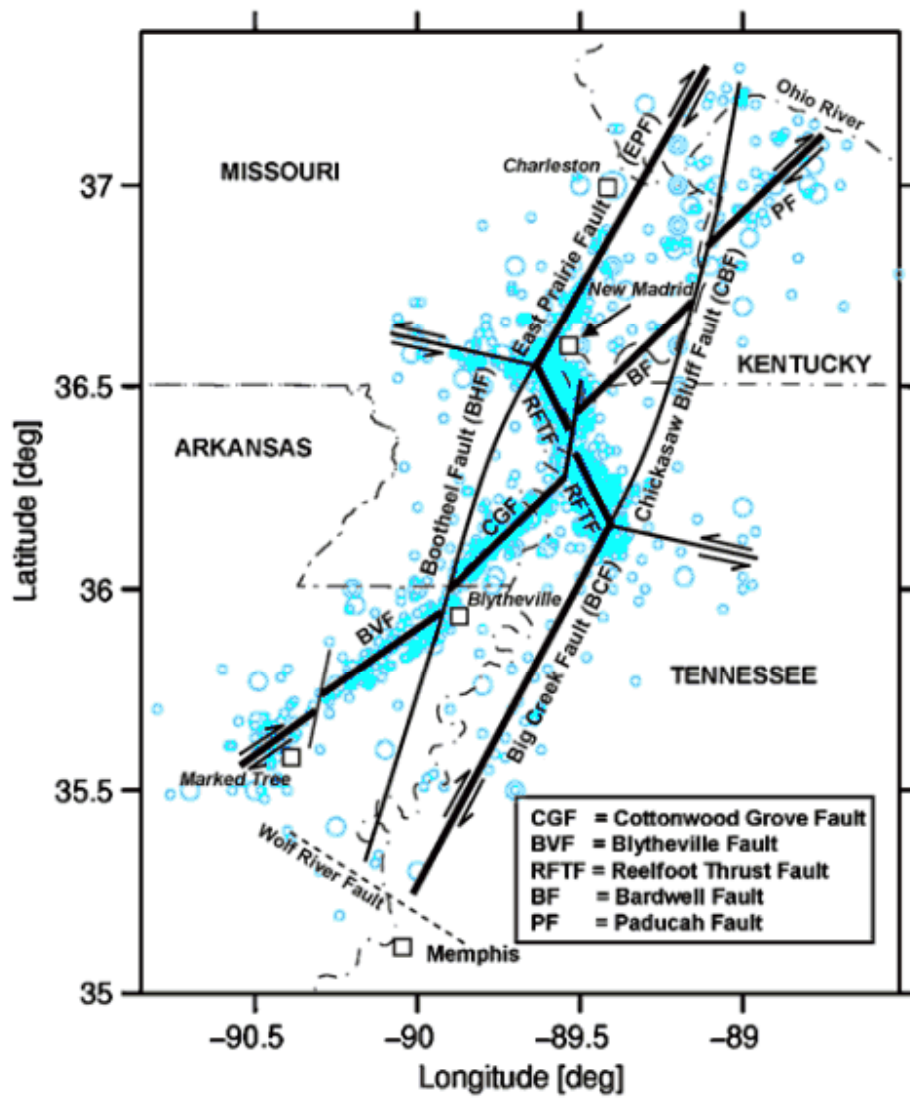 Ohio River
MISSOURI
Charleston
(EPF)
37
PF
East Prairie Fault
New Madrid
Chickasaw Bluff Fault (CBF)
BF
KENTUCKY
36.5
RFTF
Bootheel Fault (BHF)
ARKANSAS
Latitude [deg]
CGF
RFTF
36
Blytheville
BVF
Big Creek Fault (BCF)
TENNESSEE
Marked Tree
35.5
CGF = Cottonwood Grove Fault
BVF = Blytheville Fault
RFTF = Reelfoot Thrust Fault
BF = Bardwell Fault
PF = Paducah Fault
Wolf River Fault
Memphis
35
−90.5 −90 −89.5 −89
Longitude [deg]